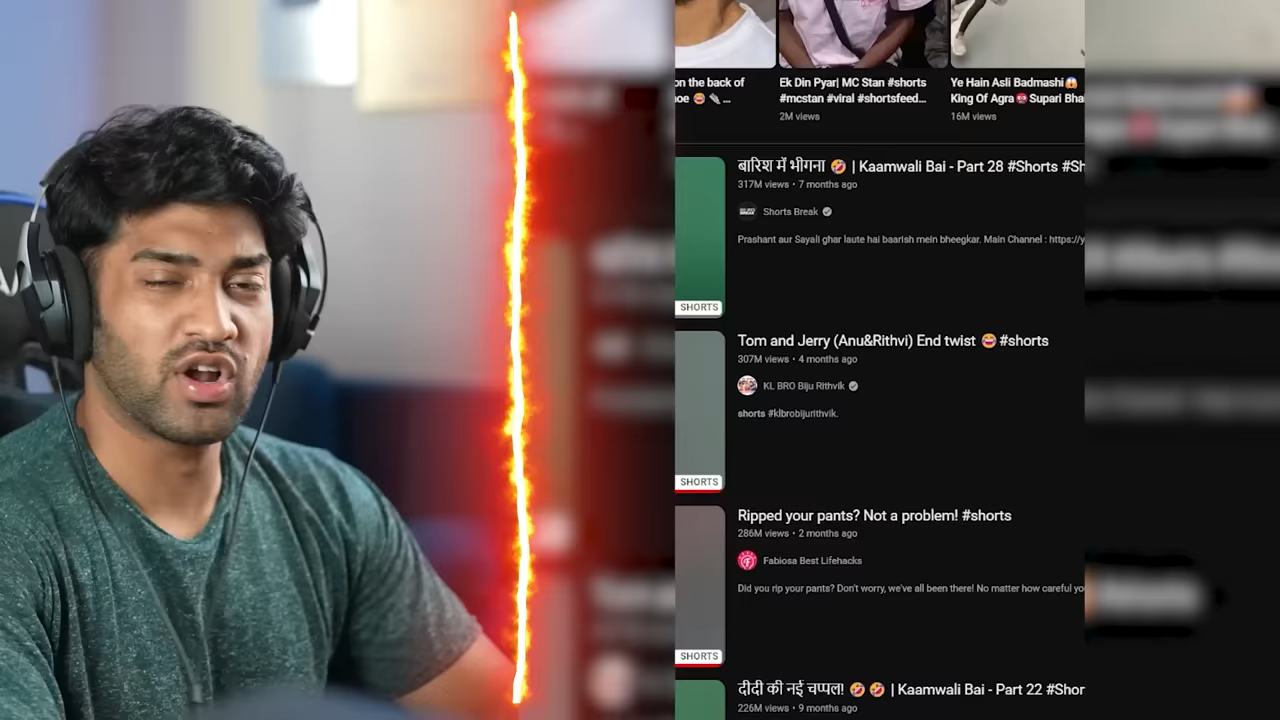 on the back of
oe 😂 🔌 ...
Ek Din Pyar| MC Stan #shorts
#mcstan #viral #shortsfeed...
2M views
Ye Hain Asli Badmashi😱
King Of Agra Supari Bha
16M views
बारिश में भीगना 🤣 | Kaamwali Bai - Part 28 #Shorts #Sh
317M views • 7 months ago
Shorts Break
Prashant aur Sayali ghar laute hai baarish mein bheegkar. Main Channel : https://y
SHORTS
Tom and Jerry (Anu&Rithvi) End twist 😂 #shorts
307M views • 4 months ago
KL BRO Biju Rithvik
shorts #klbrobijurithvik.
SHORTS
Ripped your pants? Not a problem! #shorts
286M views • 2 months ago
Fabiosa Best Lifehacks
Did you rip your pants? Don't worry, we've all been there! No matter how careful yo
SHORTS
दीदी की नई चप्पल! 🤣 🤣 | Kaamwali Bai - Part 22 #Shor
226M views • 9 months ago